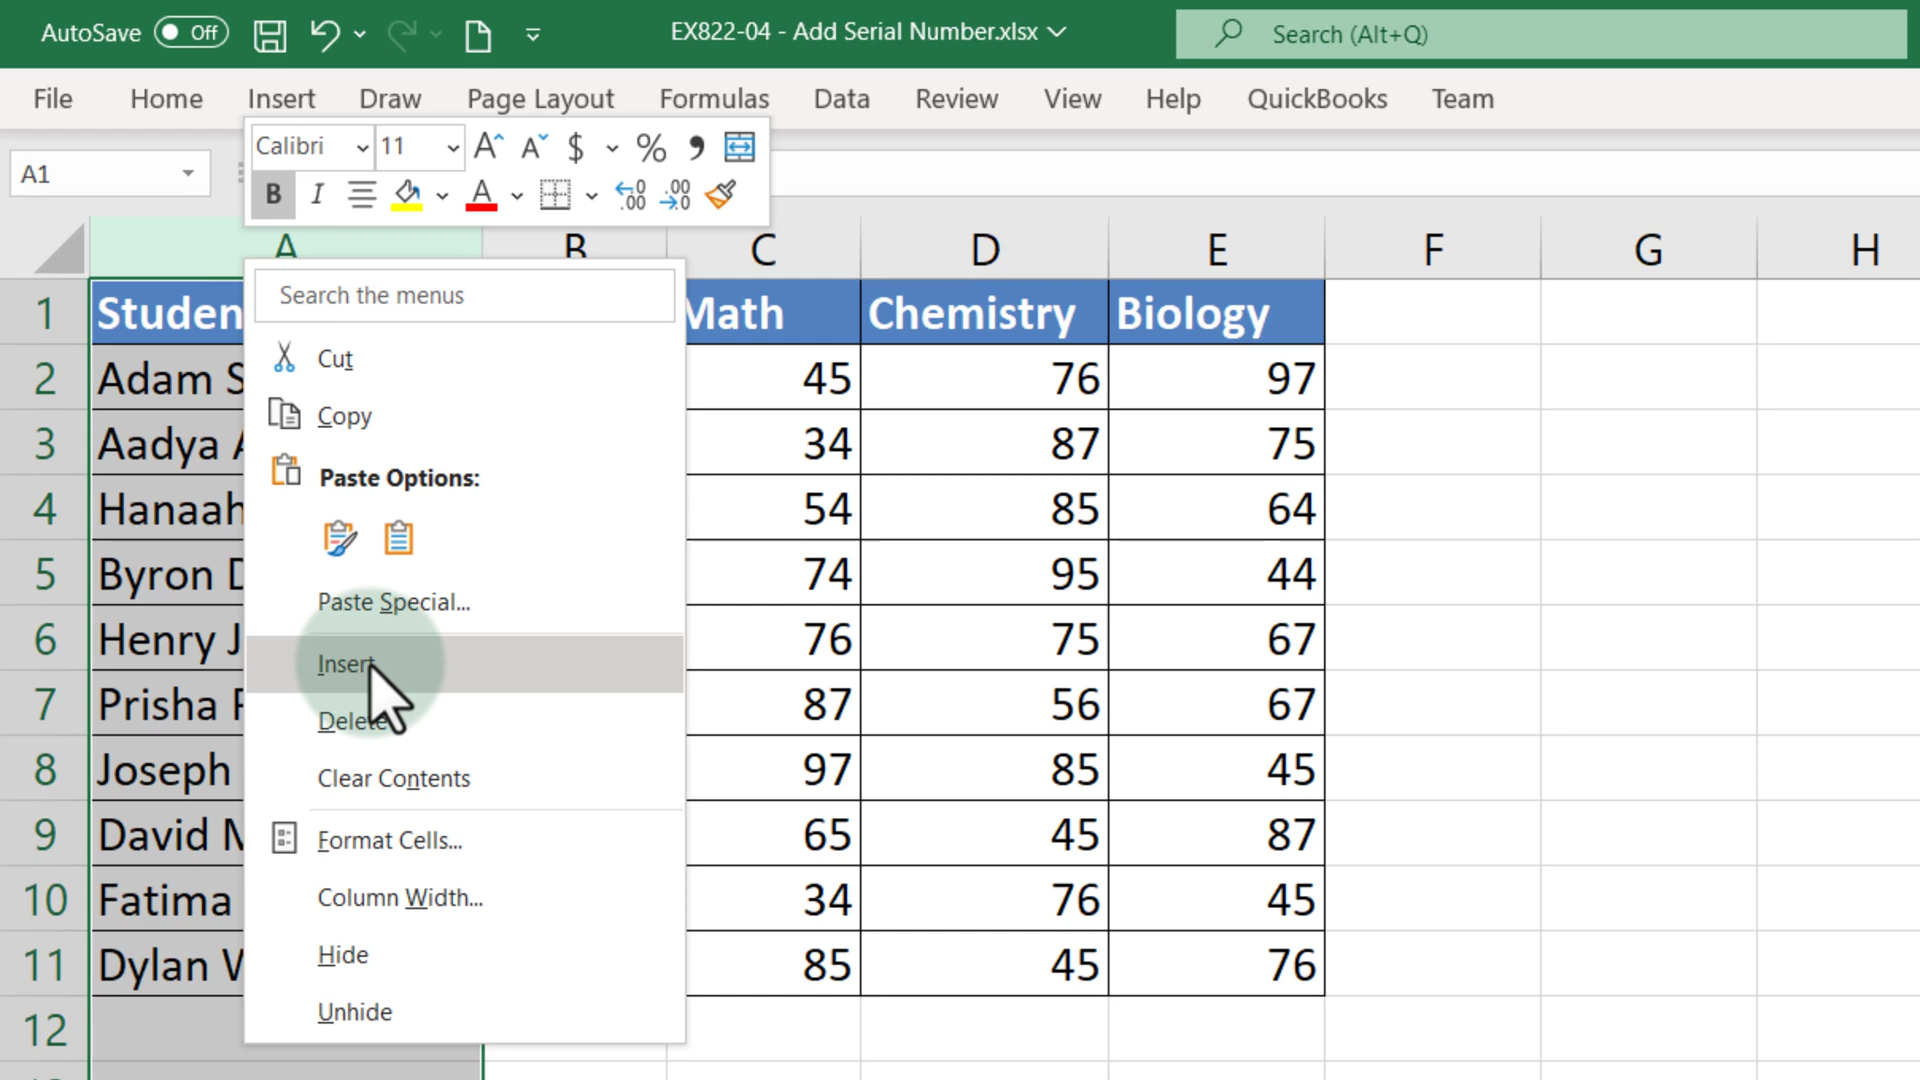 AutoSave Off EX822-04 - Add Serial Number.xlsx Search (Alt+Q)
File Home Insert Draw Page Layout Formulas Data Review View Help QuickBooks Team
Calibri 11 A A $ % ,
A1
B I A
A B C D E F G H
Search the menus
1 Studen Math Chemistry Biology
Cut
2 Adam S 45 76 97
Copy
3 Aadya A 34 87 75
Paste Options:
4 Hanaah 54 85 64
5 Byron D 74 95 44
Paste Special...
6 Henry J 76 75 67
Insert
7 Prisha 87 56 67
Delete
8 Joseph 97 85 45
Clear Contents
9 David M 65 45 87
Format Cells...
10 Fatima 34 76 45
Column Width...
11 Dylan W 85 45 76
Hide
12
Unhide